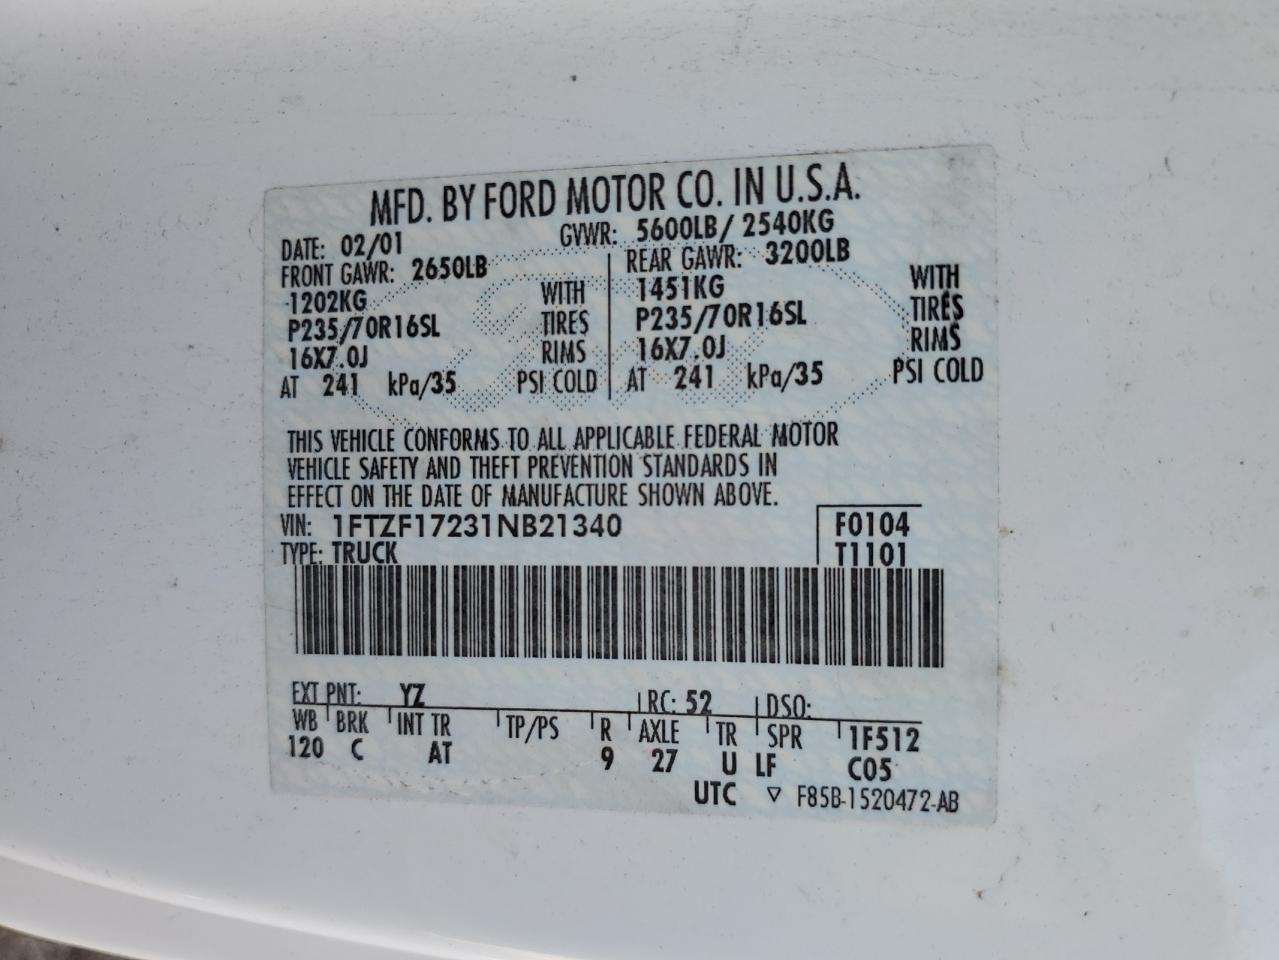 MFD. BY FORD MOTOR CO. IN U.S.A.
DATE: 02/01 GVWR: 5600LB/ 2540KG
FRONT GAWR: 2650LB REAR GAWR: 3200LB
1202KG WITH 1451KG WITH
P235/70R16SL TIRES P235/70R16SL TIRES
16X7.0J RIMS 16X7.0J RIMS
AT 241 kPa/35 PSI COLD AT 241 kPa/35 PSI COLD
THIS VEHICLE CONFORMS TO ALL APPLICABLE FEDERAL MOTOR
VEHICLE SAFETY AND THEFT PREVENTION STANDARDS IN
EFFECT ON THE DATE OF MANUFACTURE SHOWN ABOVE.
VIN: 1FTZF17231NB21340 F0104
TYPE: TRUCK T1101
EXT PNT: YZ RC: 52 DSO:
WB BRK INT TR TP/PS R AXLE TR SPR 1F512
120 C AT 9 27 U LF C05
UTC ▽ F85B-1520472-AB